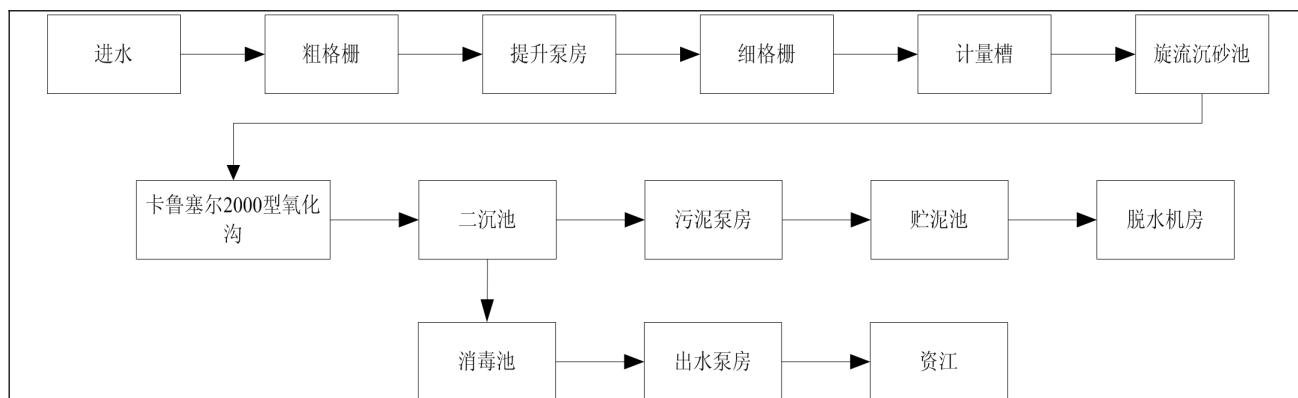 进水
粗格栅
提升泵房
细格栅
计量槽
旋流沉砂池
卡鲁塞尔2000型氧化
沟
二沉池
污泥泵房
贮泥池
脱水机房
消毒池
出水泵房
资江